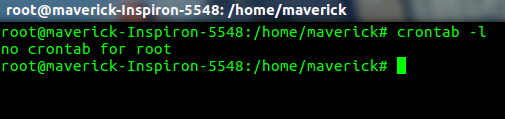 root@maverick-Inspiron-5548: /home/maverick
root@maverick-Inspiron-5548:/home/maverick# crontab -l
no crontab for root
root@maverick-Inspiron-5548:/home/maverick#